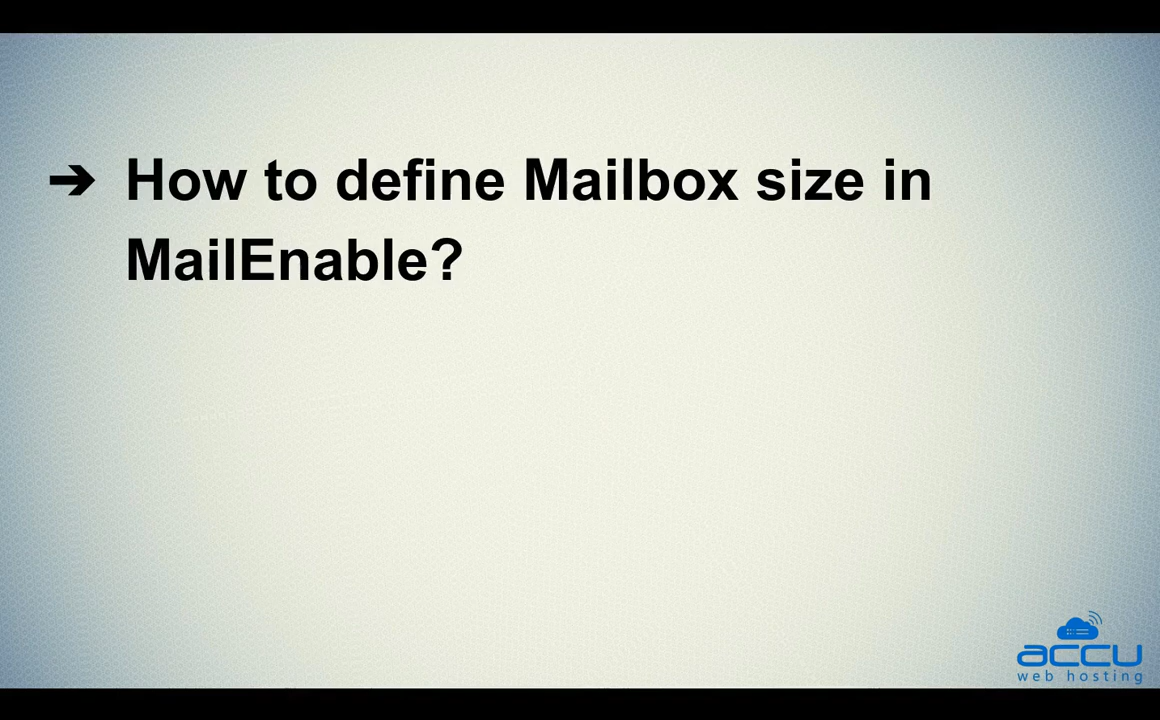 ➔ How to define Mailbox size in
MailEnable?
accu
web hosting